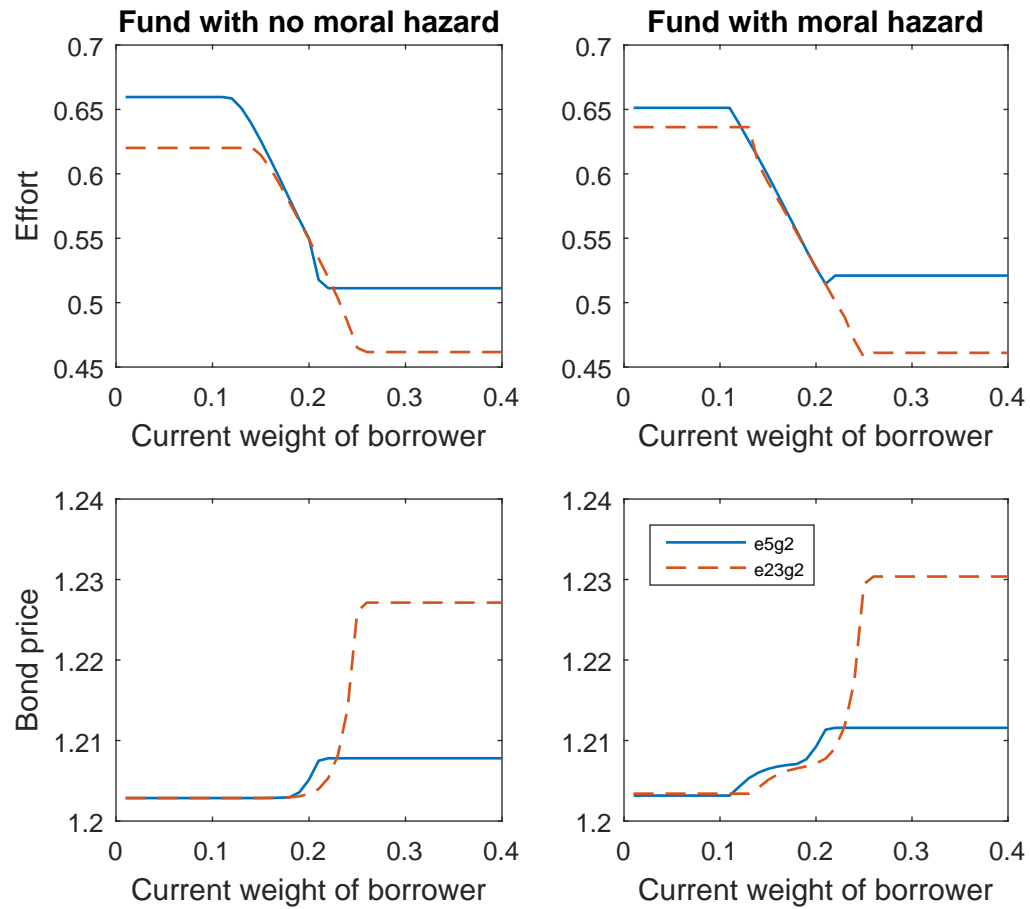 Fund with no moral hazard
0.7
0.65
0.6
0.55
0.5
0.45
Effort
0 0.1 0.2 0.3 0.4
Current weight of borrower
Fund with moral hazard
0.7
0.65
0.6
0.55
0.5
0.45
0 0.1 0.2 0.3 0.4
Current weight of borrower
1.24
1.23
1.22
1.21
1.2
Bond price
0 0.1 0.2 0.3 0.4
Current weight of borrower
1.24
1.23
1.22
1.21
1.2
e5g2
e23g2
0 0.1 0.2 0.3 0.4
Current weight of borrower